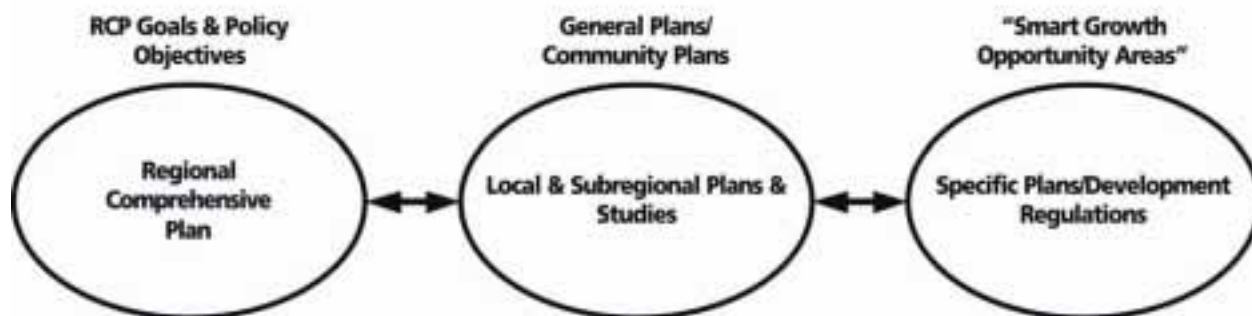 RCP Goals & Policy
Objectives
General Plans/
Community Plans
"Smart Growth
Opportunity Areas"
Regional
Comprehensive
Plan
Local & Subregional Plans &
Studies
Specific Plans/Development
Regulations